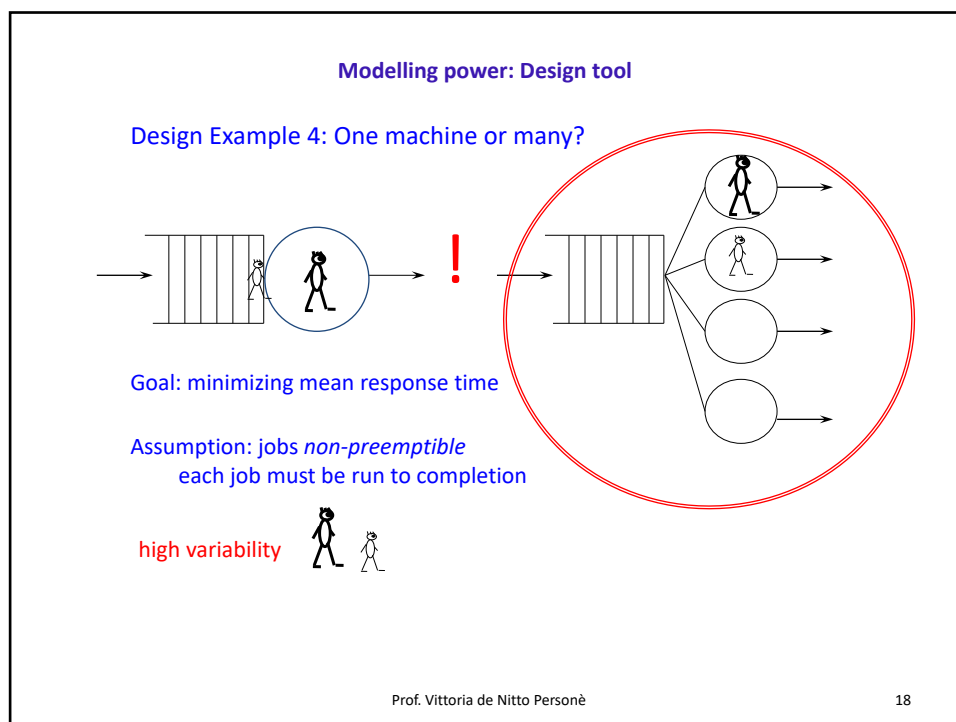 Modelling power: Design tool
Design Example 4: One machine or many?
!
Goal: minimizing mean response time
Assumption: jobs non-preemptible
each job must be run to completion
high variability
Prof. Vittoria de Nitto Personè
18